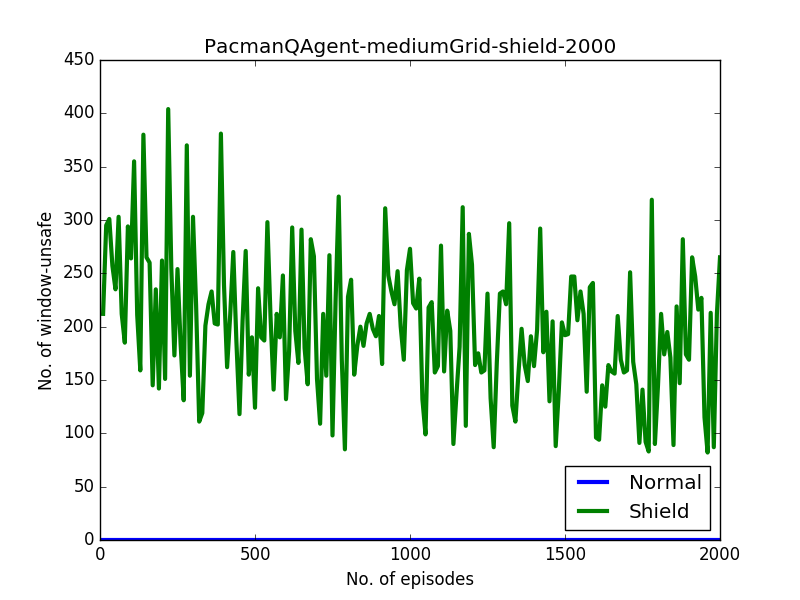 PacmanQAgent-mediumGrid-shield-2000
450
400
350
300
250
200
150
100
50
0
No. of window-unsafe
Normal
Shield
0 500 1000 1500 2000
No. of episodes